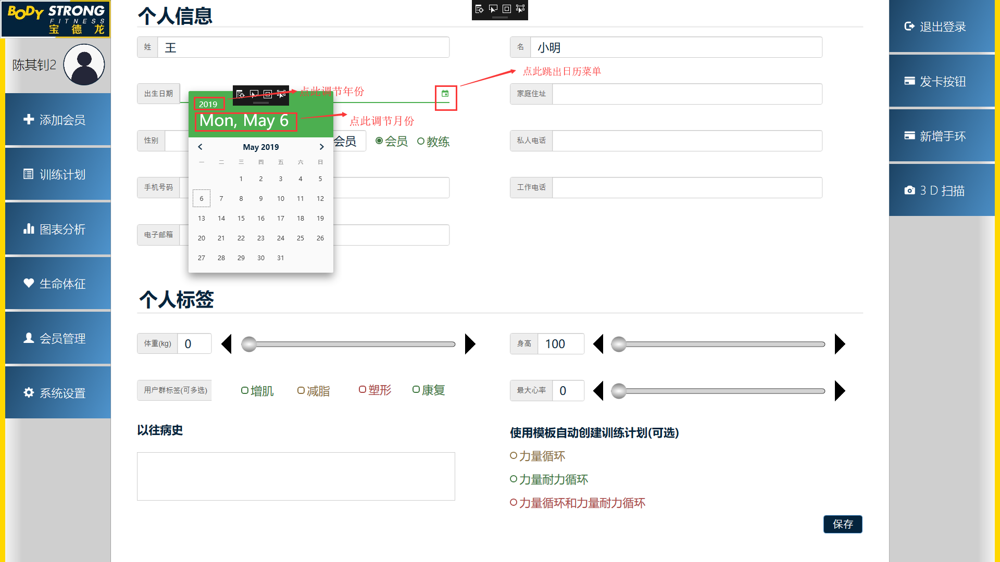 BODY STRONG
FITNESS
宝德龙
陈其钊2
添加会员
训练计划
图表分析
生命体征
会员管理
系统设置
个人信息
姓 王
名 小明
点此跳出日历菜单
出生日期
家庭住址
点此调节年份
2019
Mon, May 6
点此调节月份
性别
会员 会员 教练
私人电话
May 2019
一 二 三 四 五 六 日
1 2 3 4 5
6 7 8 9 10 11 12
13 14 15 16 17 18 19
20 21 22 23 24 25 26
27 28 29 30 31
手机号码
工作电话
电子邮箱
个人标签
体重(kg) 0
身高 100
用户群标签(可多选) 增肌 减脂 塑形 康复
最大心率 0
以往病史
使用模板自动创建训练计划(可选)
力量循环
力量耐力循环
力量循环和力量耐力循环
保存
退出登录
发卡按钮
新增手环
3 D 扫描